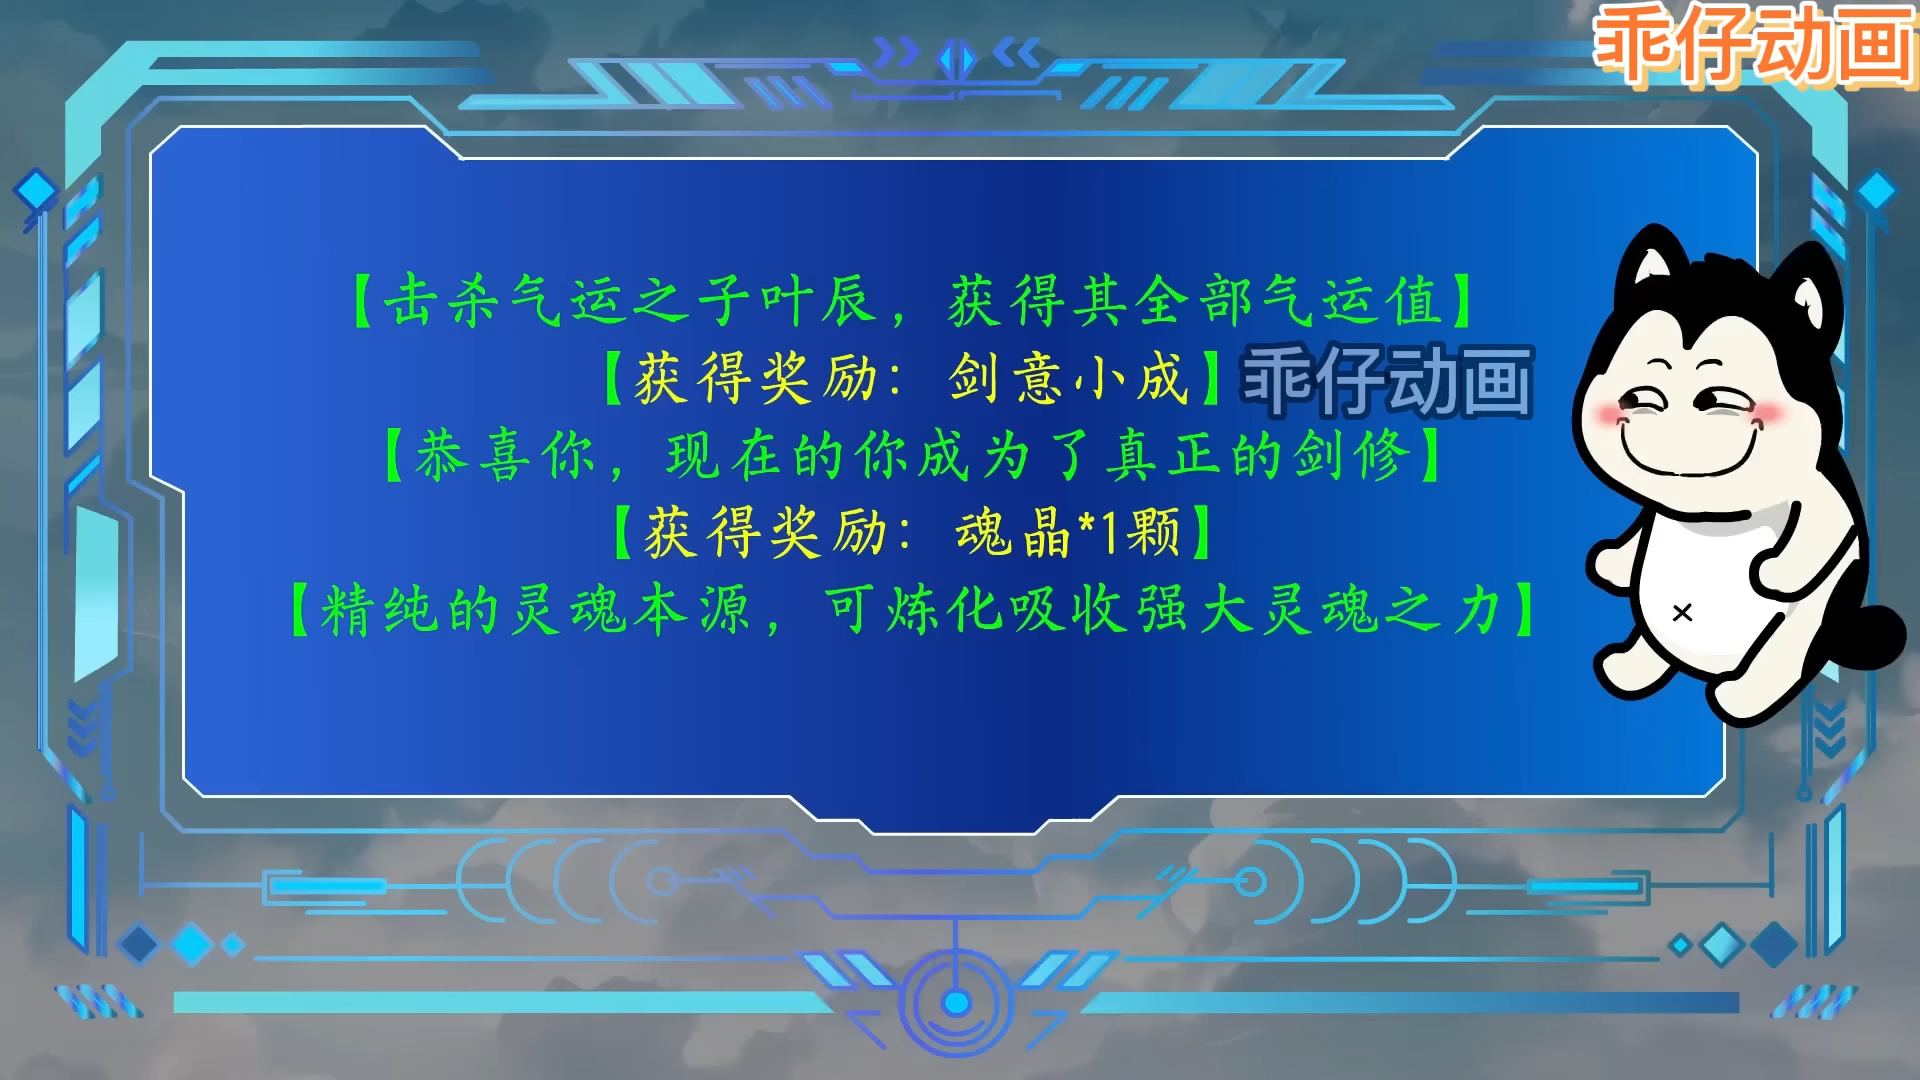 乖仔动画
【击杀气运之子叶辰，获得其全部气运值】
【获得奖励：剑意小成】
乖仔动画
【恭喜你，现在的你成为了真正的剑修】
【获得奖励：魂晶*1颗】
【精纯的灵魂本源，可炼化吸收强大灵魂之力】